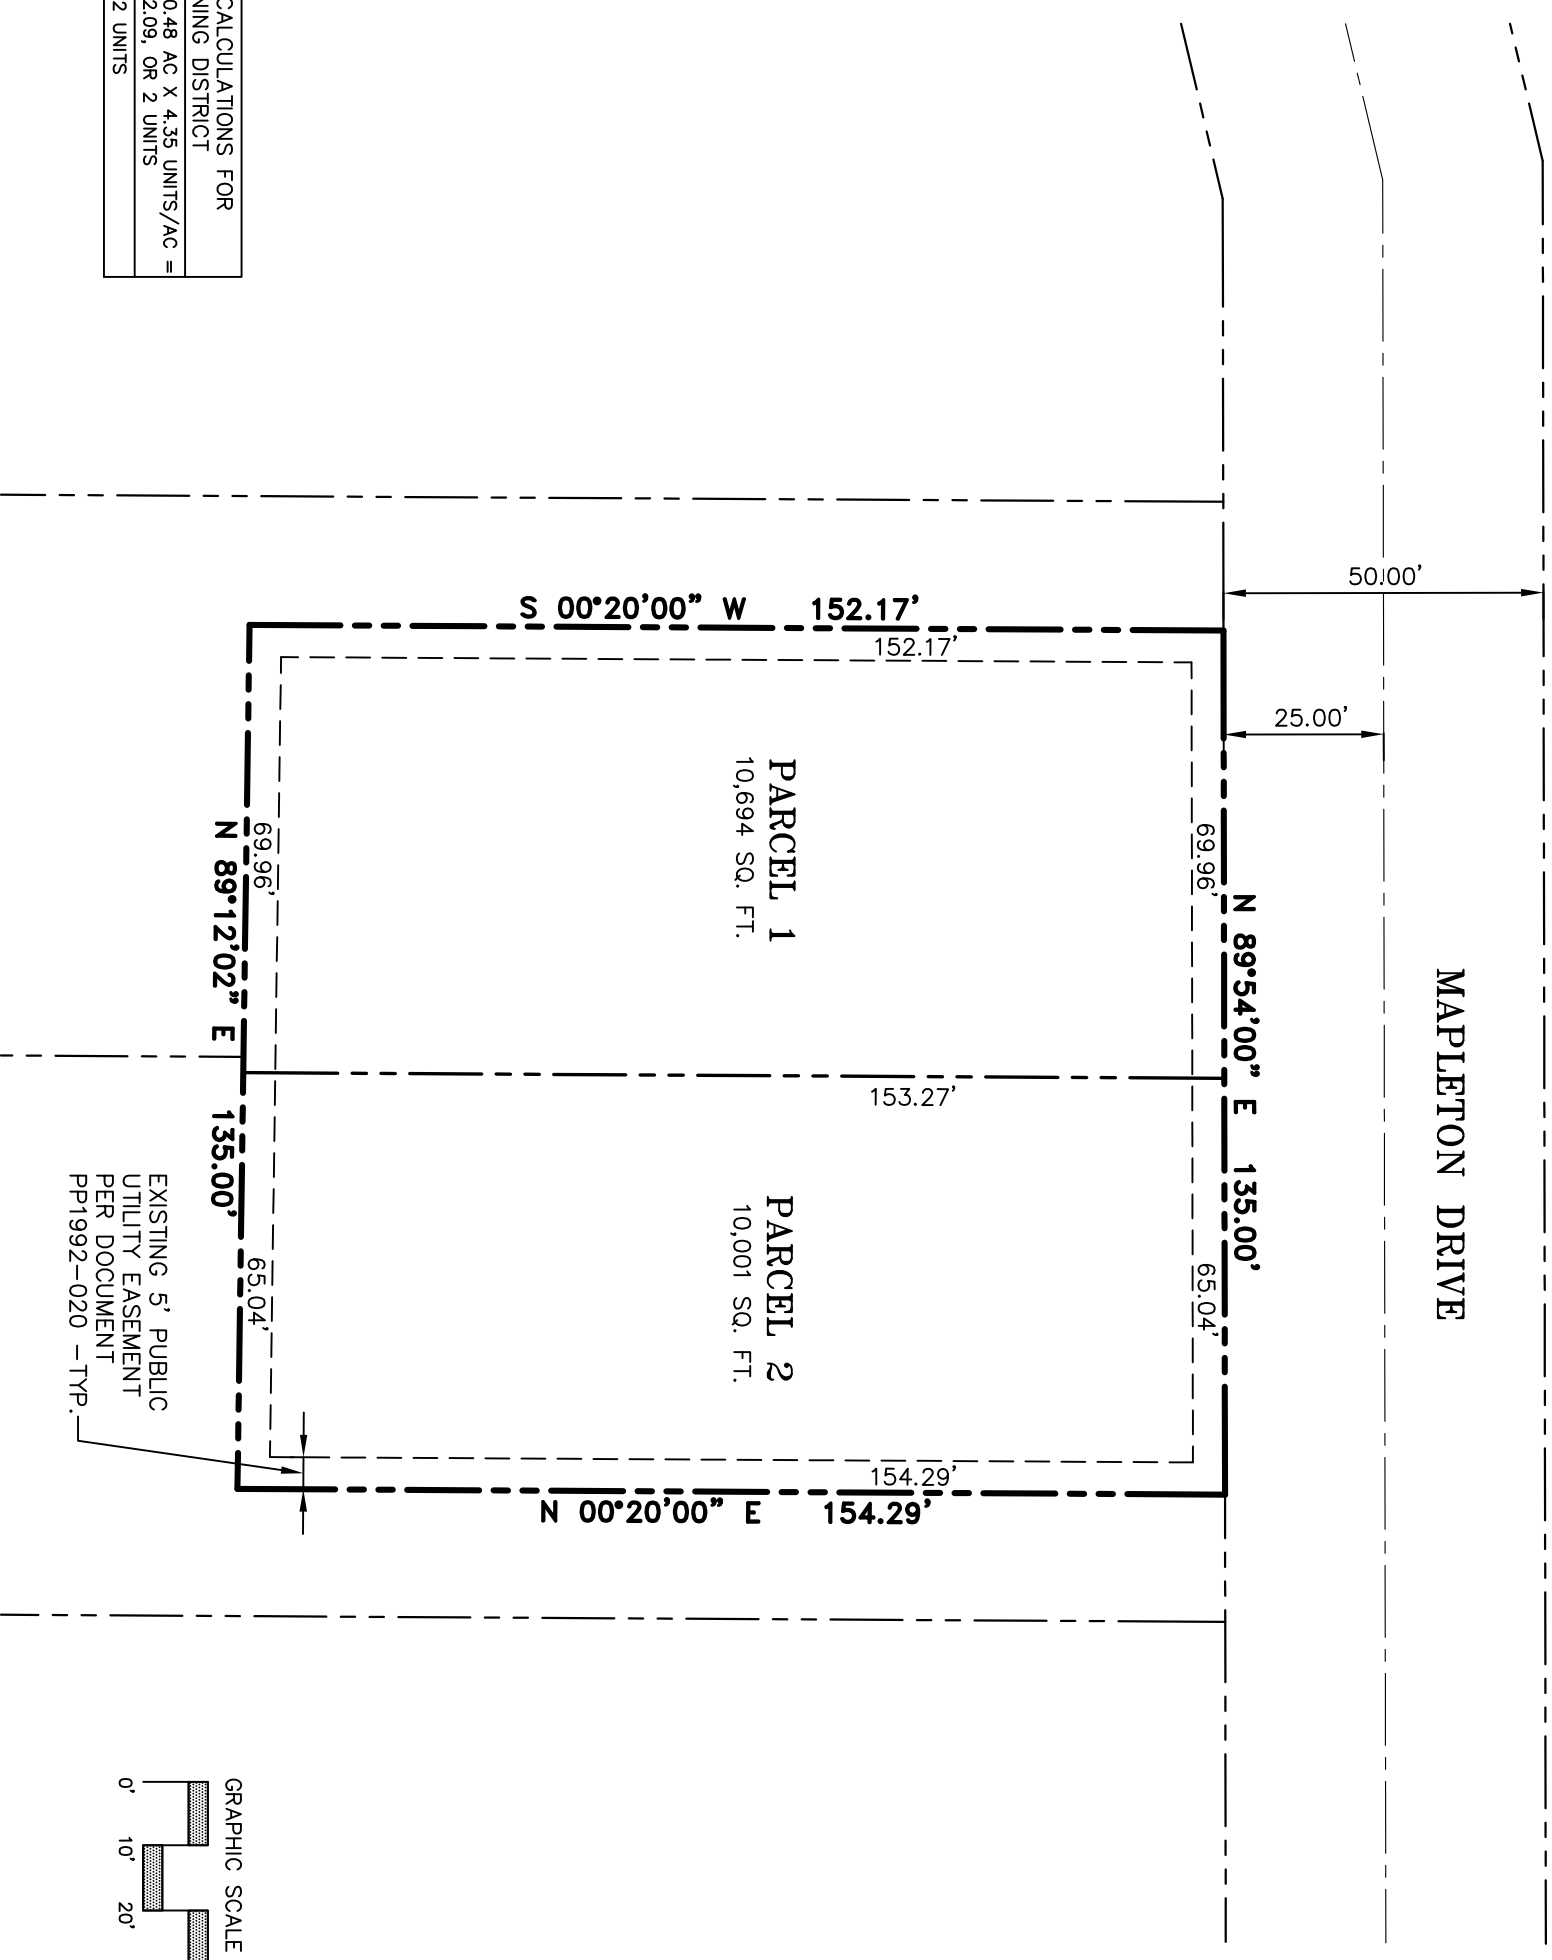 MAPLETON DRIVE
50.00'
25.00'
N 89°54'00" E 135.00'
69.96'
65.04'
S 00°20'00" W 152.17'
152.17'
PARCEL 1
10,694 SQ. FT.
153.27'
PARCEL 2
10,001 SQ. FT.
154.29'
N 00°20'00" E 154.29'
69.96'
65.04'
N 89°12'02" E 135.00'
EXISTING 5' PUBLIC
UTILITY EASEMENT
PER DOCUMENT
PP1992-020 -TYP.
CALCULATIONS FOR
NING DISTRICT
0.48 AC X 4.35 UNITS/AC =
2.09, OR 2 UNITS
2 UNITS
GRAPHIC SCALE
0' 10' 20'